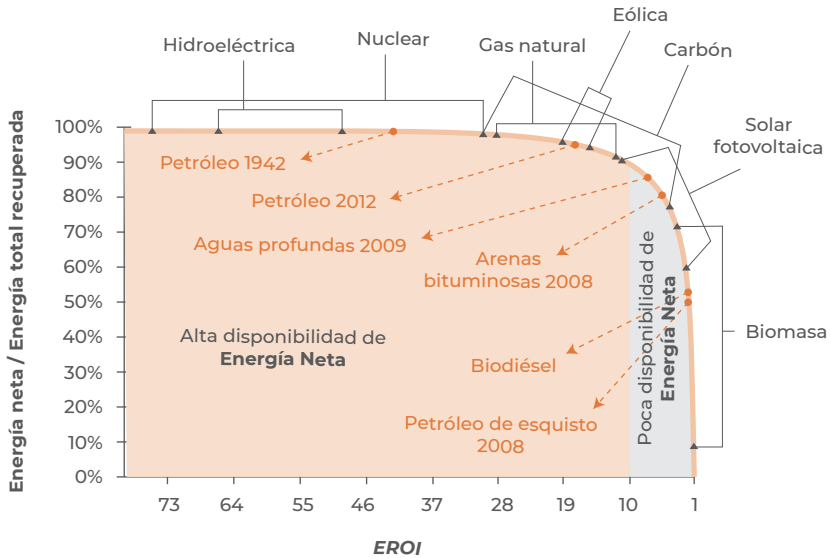 Eólica
Hidroeléctrica
Nuclear
Gas natural
Carbón
Solar
fotovoltaica
Energía neta / Energía total recuperada
100%
90%
80%
70%
60%
50%
40%
30%
20%
10%
0%
Petróleo 1942
Petróleo 2012
Aguas profundas 2009
Arenas
bituminosas 2008
Alta disponibilidad de
Energía Neta
Biodiésel
Petróleo de esquisto
2008
Poca disponibilidad de
Energía Neta
Biomasa
73
64
55
46
37
28
19
10
1
EROI